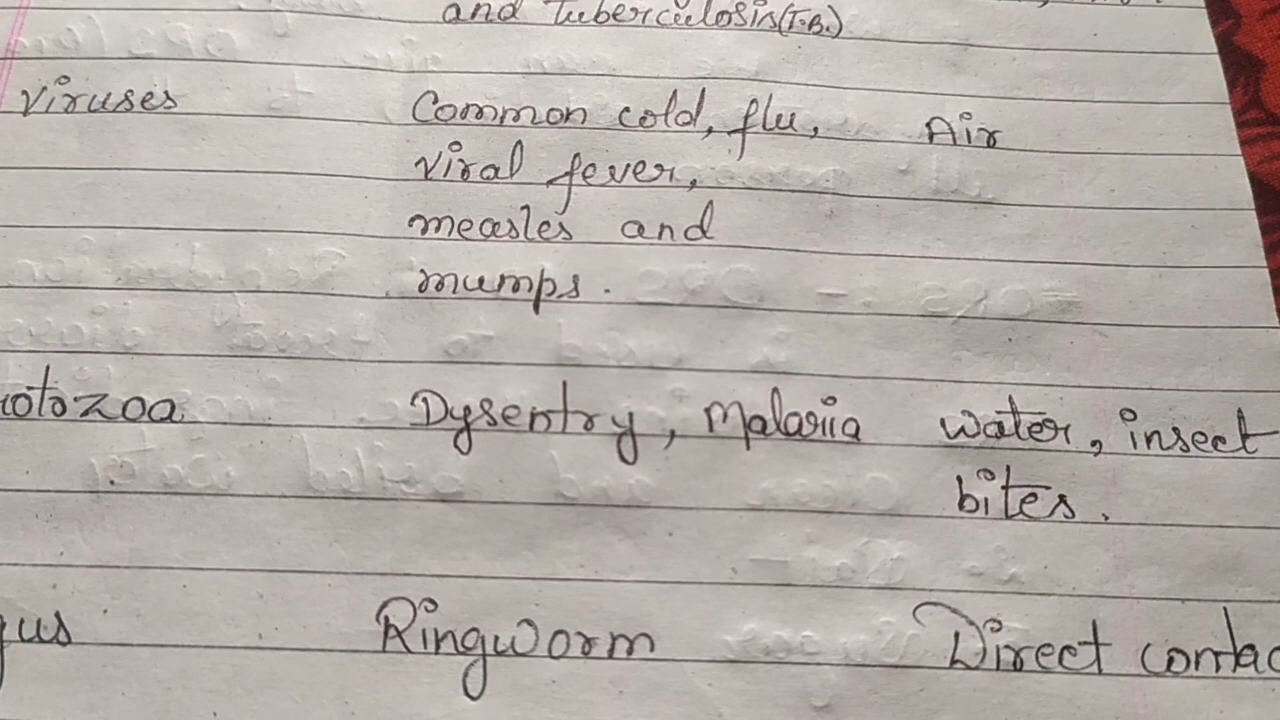 and Tuberculosis(T.B.)
Viruses Common cold, flu, Air
viral fever,
measles and
mumps.
otozoa Dysentry, Malaria water, insect
bites.
gus Ringworm Direct contac